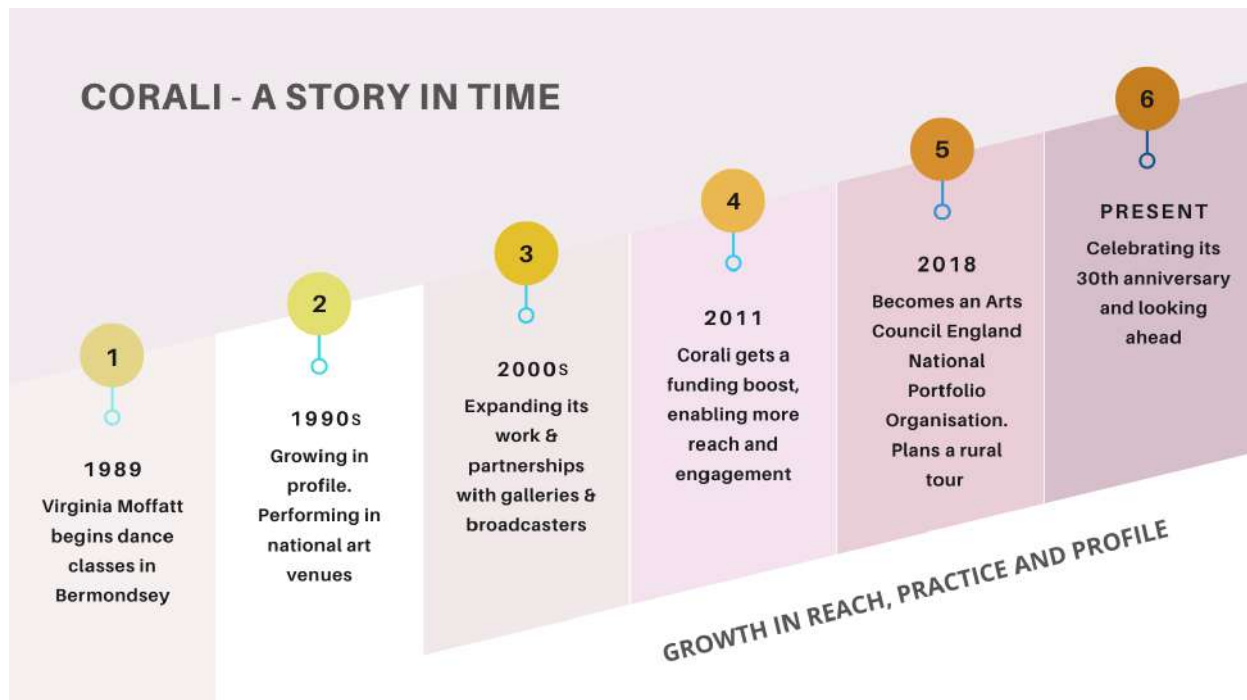 CORALI - A STORY IN TIME
1
1989
Virginia Moffatt
begins dance
classes in
Bermondsey
2
1990s
Growing in
profile.
Performing in
national art
venues
3
2000s
Expanding its
work &
partnerships
with galleries &
broadcasters
4
2011
Corali gets a
funding boost,
enabling more
reach and
engagement
5
2018
Becomes an Arts
Council England
National
Portfolio
Organisation.
Plans a rural
tour
6
PRESENT
Celebrating its
30th anniversary
and looking
ahead
GROWTH IN REACH, PRACTICE AND PROFILE